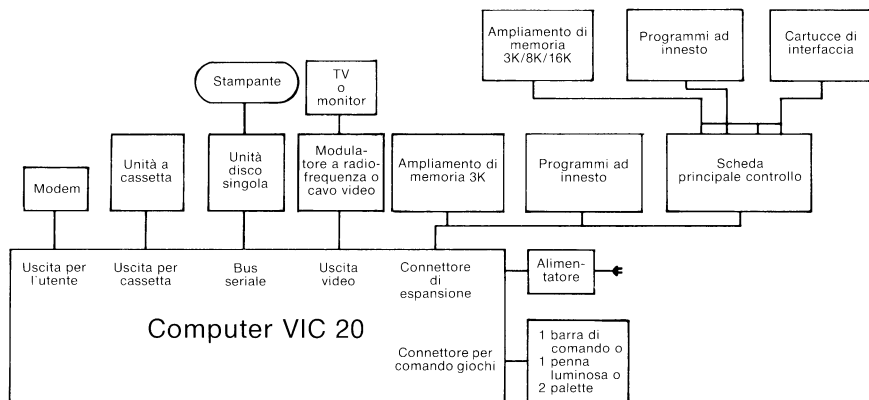 Ampliamento di
memoria
3K/8K/16K
Programmi ad
innesto
Cartucce di
interfaccia
Stampante
TV
o
monitor
Modem
Unità a
cassetta
Unità
disco
singola
Modula-
tore a radio-
frequenza o
cavo video
Ampliamento di
memoria 3K
Programmi ad
innesto
Scheda
principale controllo
Uscita per
l'utente
Uscita per
cassetta
Bus
seriale
Uscita
video
Connettore
di
espansione
Alimen-
tatore
Computer VIC 20
Connettore per
comando giochi
1 barra di
comando o
1 penna
luminosa o
2 palette